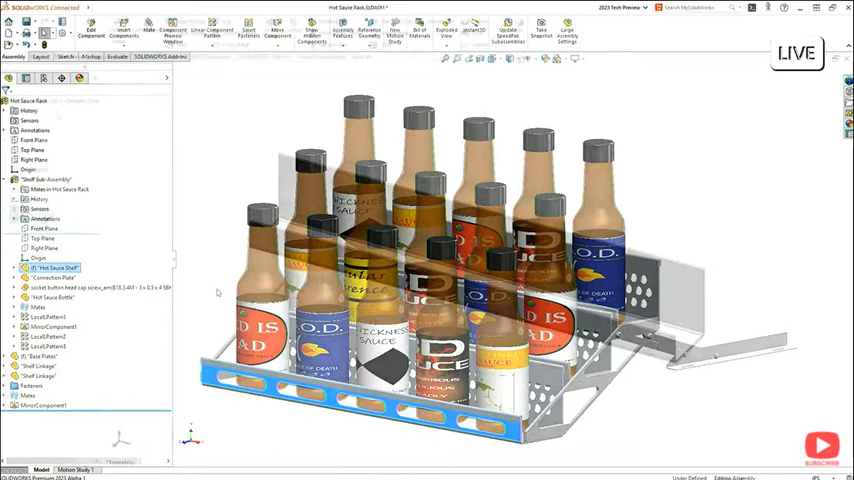 SOLIDWORKS Connected
Hot Sauce Rack.SLDASM *
2023 Tech Preview
Search MySolidWorks
Edit Component
Insert Components
Mate
Component Preview Window
Linear Component Pattern
Smart Fasteners
Move Component
Show Hidden Components
Assembly Features
Reference Geometry
New Motion Study
Bill of Materials
Exploded View
Instant3D
Update SpeedPak Subassemblies
Take Snapshot
Large Assembly Settings
Assembly
Layout
Sketch
Markup
Evaluate
SOLIDWORKS Add-Ins
LIVE
Hot Sauce Rack
History
Sensors
Annotations
Front Plane
Top Plane
Right Plane
Origin
"Shelf Sub-Assembly"
Mates in Hot Sauce Rack
History
Sensors
Annotations
Front Plane
Top Plane
Right Plane
Origin
(f) "Hot Sauce Shelf"
"Connection Plate"
"Hot Sauce Bottle"
Mates
LocalLPattern1
MirrorComponent1
LocalLPattern2
LocalLPattern3
(f) "Base Plates"
"Shelf Linkage"
"Shelf Linkage"
Fasteners
Mates
MirrorComponent1
THICKNESS
SAUCE
D IS
AD
O.D.
OF DEATH
THICKNESS
SAUCE
D
UCE
SUBSCRIBE
Model
Motion Study 1
SOLIDWORKS Premium 2023 Alpha 1
Under Defined
Editing Assembly
IPS